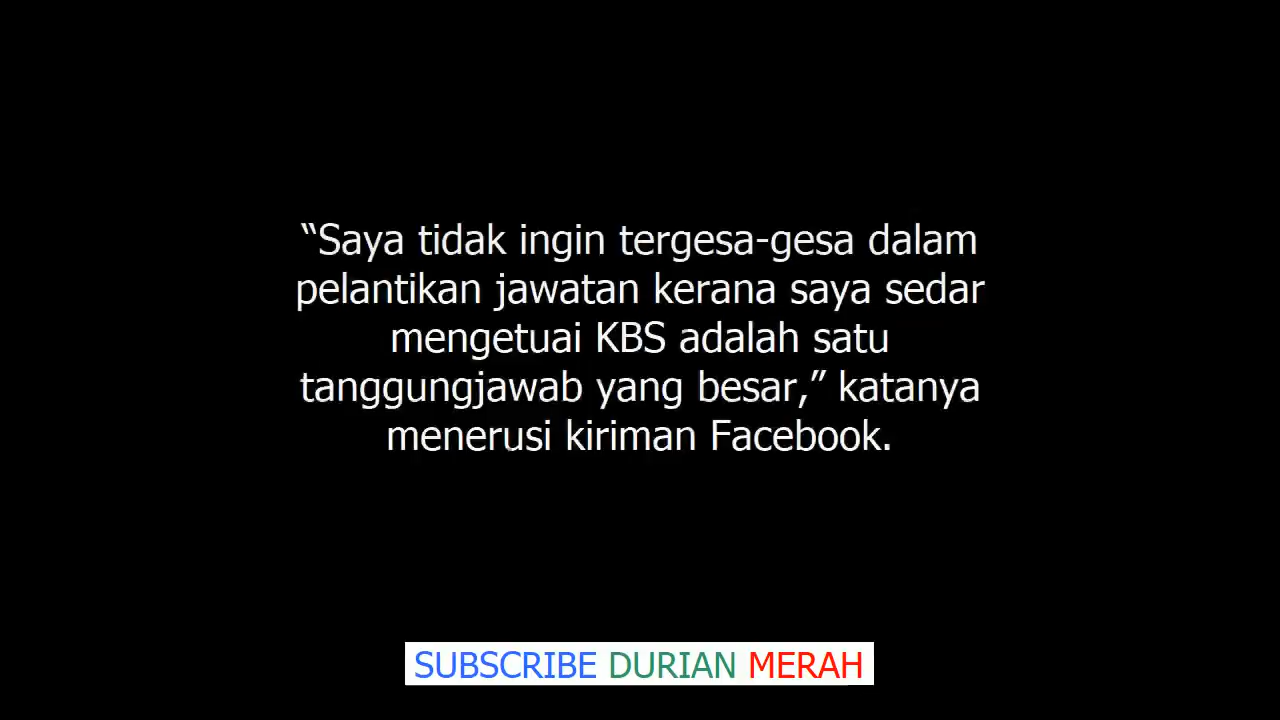 “Saya tidak ingin tergesa-gesa dalam
pelantikan jawatan kerana saya sedar
mengetuai KBS adalah satu
tanggungjawab yang besar,” katanya
menerusi kiriman Facebook.
SUBSCRIBE DURIAN MERAH